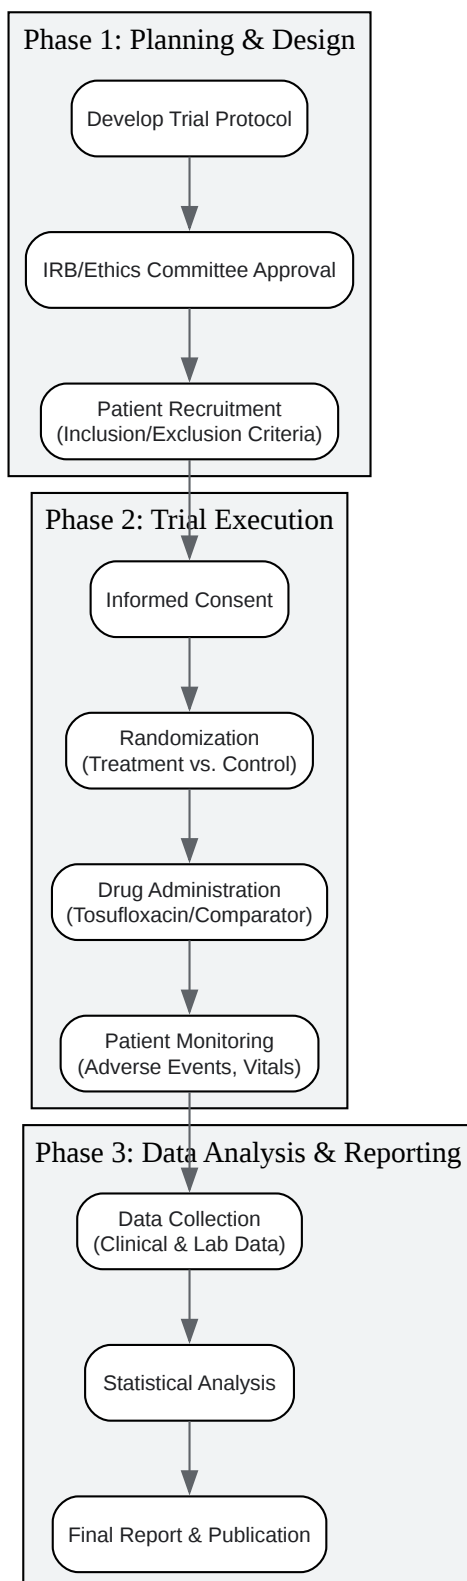 Phase 1: Planning & Design
Develop Trial Protocol
IRB/Ethics Committee Approval
Patient Recruitment
(Inclusion/Exclusion Criteria)
Phase 2: Trial Execution
Informed Consent
Randomization
(Treatment vs. Control)
Drug Administration
(Tosufloxacin/Comparator)
Patient Monitoring
(Adverse Events, Vitals)
Phase 3: Data Analysis & Reporting
Data Collection
(Clinical & Lab Data)
Statistical Analysis
Final Report & Publication